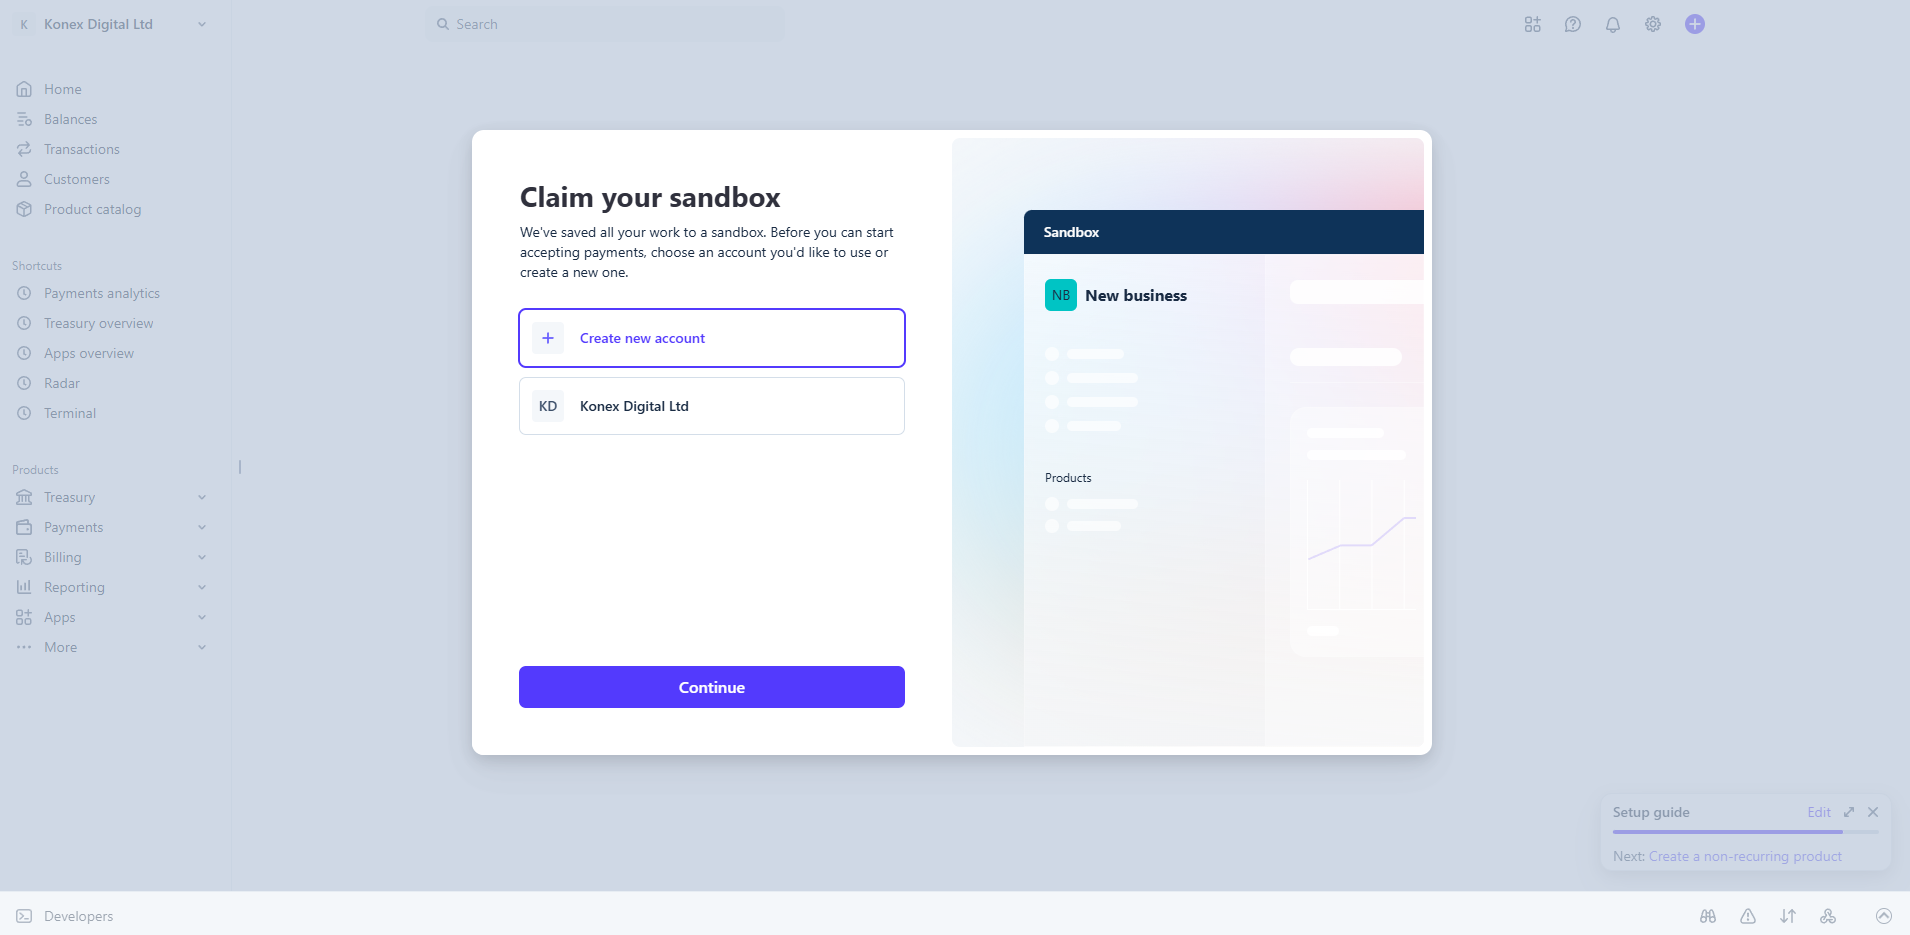 K
Konex Digital Ltd
Search
Home
Balances
Transactions
Customers
Product catalog
Shortcuts
Payments analytics
Treasury overview
Apps overview
Radar
Terminal
Products
Treasury
Payments
Billing
Reporting
Apps
More
Claim your sandbox
We've saved all your work to a sandbox. Before you can start
accepting payments, choose an account you'd like to use or
create a new one.
Create new account
KD
Konex Digital Ltd
Continue
Sandbox
NB
New business
Products
Setup guide
Edit
Next: Create a non-recurring product
Developers